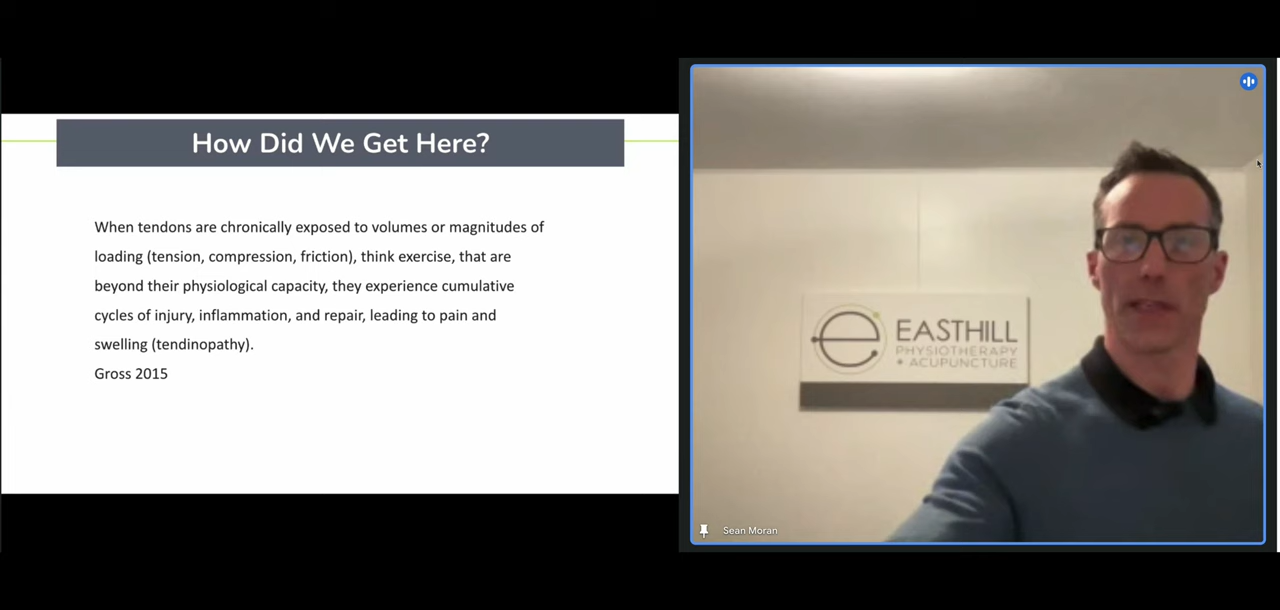 How Did We Get Here?
When tendons are chronically exposed to volumes or magnitudes of
loading (tension, compression, friction), think exercise, that are
beyond their physiological capacity, they experience cumulative
cycles of injury, inflammation, and repair, leading to pain and
swelling (tendinopathy).
Gross 2015
EASTHILL
PHYSIOTHERAPY
+ ACUPUNCTURE
Sean Moran